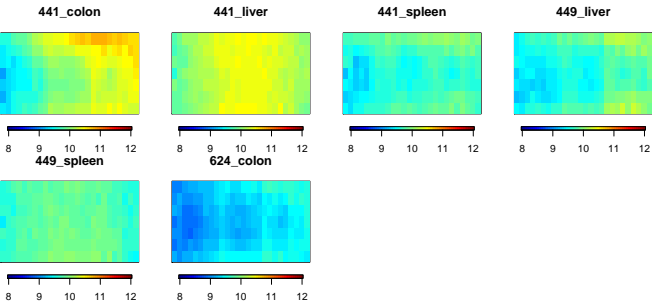 441_colon 441_liver 441_spleen 449_liver
8 9 10 11 12 8 9 10 11 12 8 9 10 11 12 8 9 10 11 12
449_spleen 624_colon
8 9 10 11 12 8 9 10 11 12